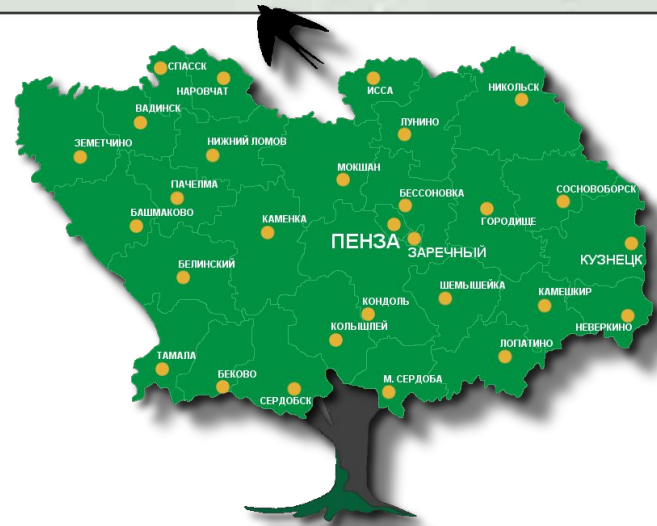 СПАССК
НАРОВЧАТ
ИССА
НИКОЛЬСК
ВАДИНСК
ЛУНИНО
ЗЕМЕТЧИНО
НИЖНИЙ ЛОМОВ
МОКШАН
ПАЧЕЛМА
БЕССОНОВКА
СОСНОВОБОРСК
БАШМАКОВО
КАМЕНКА
ГОРОДИЩЕ
ПЕНЗА
ЗАРЕЧНЫЙ
КУЗНЕЦК
БЕЛИНСКИЙ
ШЕМЫШЕЙКА
КАМЕШКИР
КОНДОЛЬ
НЕВЕРКИНО
КОЛЫШЛЕЙ
ТАМАЛА
ЛОПАТИНО
БЕКОВО
М. СЕРДОБА
СЕРДОБСК